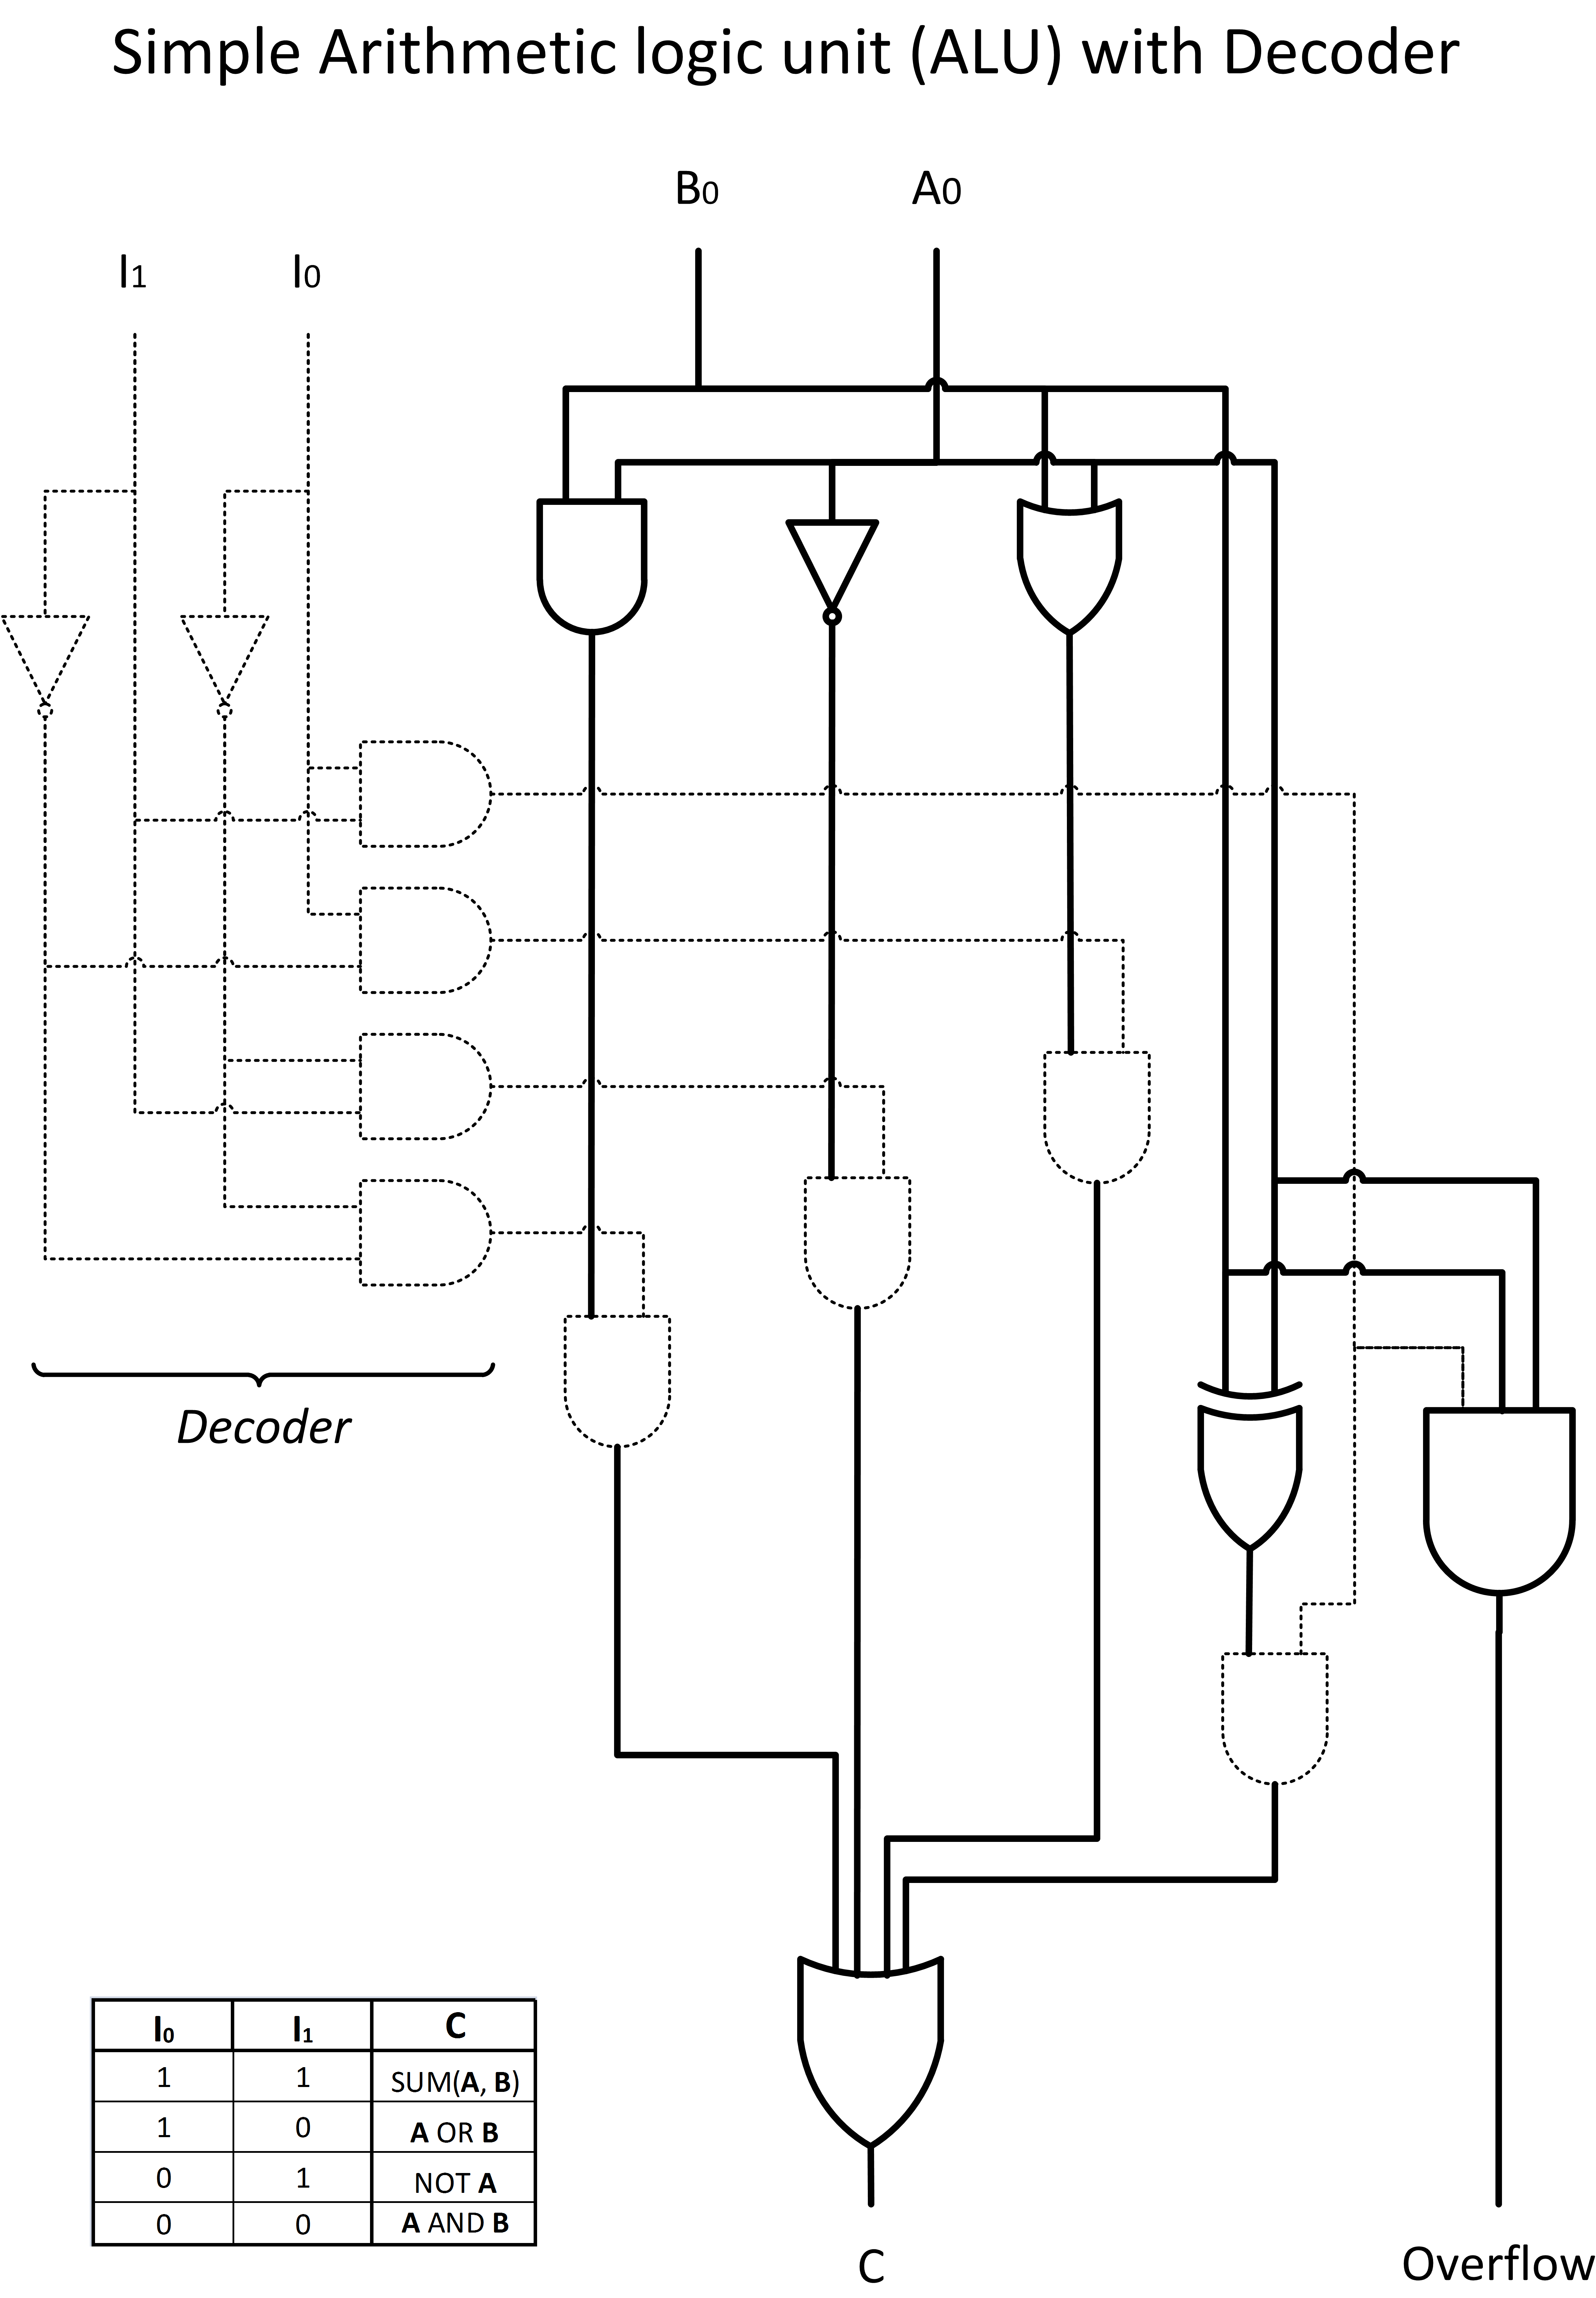 Simple Arithmetic logic unit (ALU) with Decoder
B0 A0
I1 I0
Decoder
I0 I1 C
1 1 SUM(A, B)
1 0 A OR B
0 1 NOT A
0 0 A AND B
C
Overflow